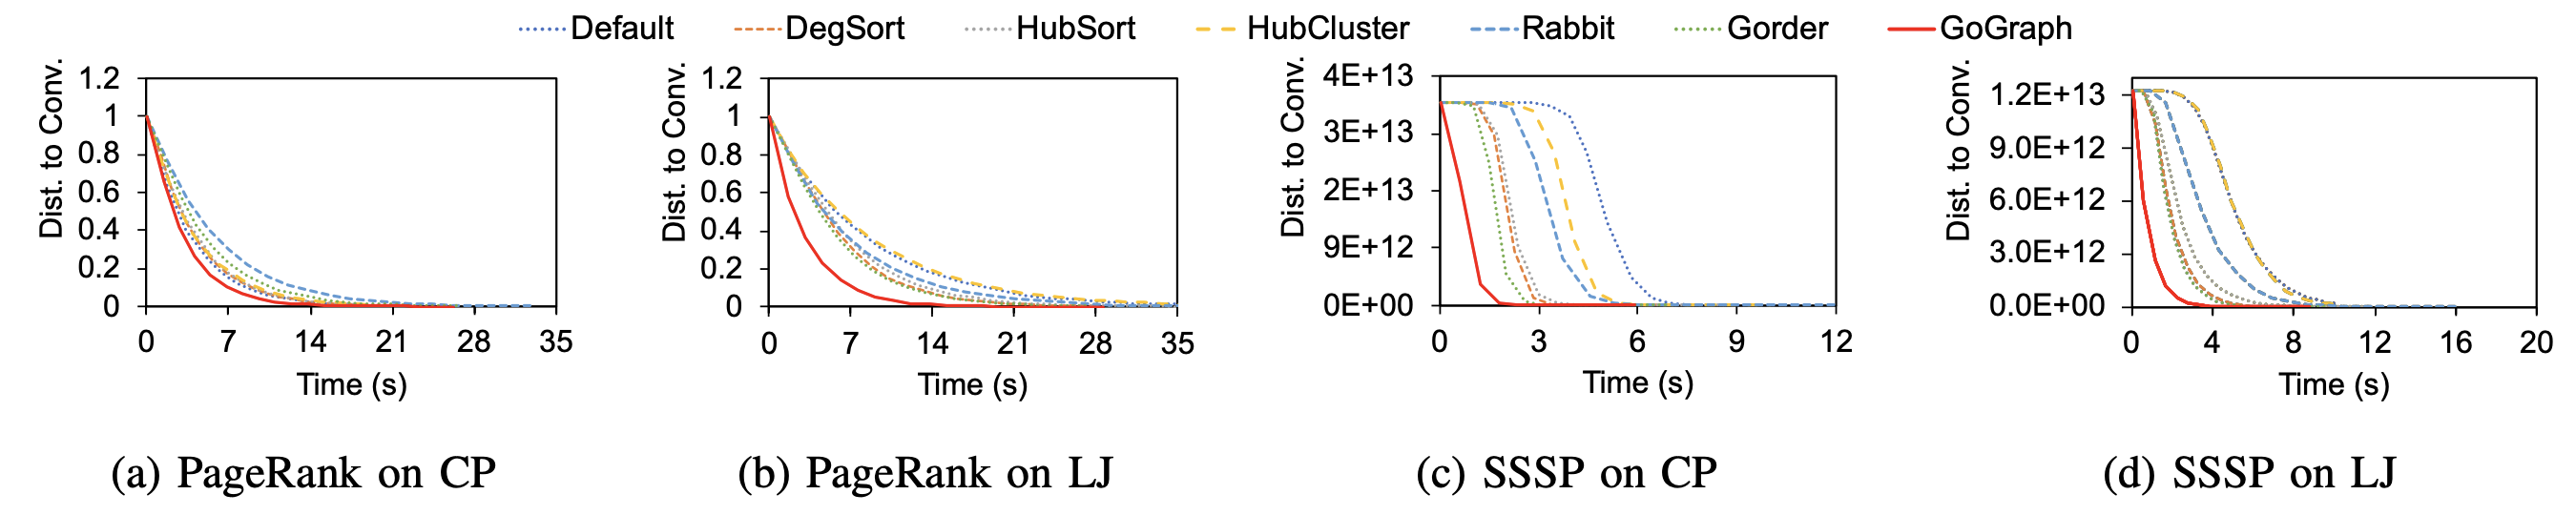 Default DegSort HubSort HubCluster Rabbit Gorder GoGraph
Dist. to Conv.
1.2
1
0.8
0.6
0.4
0.2
0
0 7 14 21 28 35
Time (s)
(a) PageRank on CP
Dist. to Conv.
1.2
1
0.8
0.6
0.4
0.2
0
0 7 14 21 28 35
Time (s)
(b) PageRank on LJ
Dist. to Conv.
4E+13
3E+13
2E+13
9E+12
0E+00
0 3 6 9 12
Time (s)
(c) SSSP on CP
Dist. to Conv.
1.2E+13
9.0E+12
6.0E+12
3.0E+12
0.0E+00
0 4 8 12 16 20
Time (s)
(d) SSSP on LJ